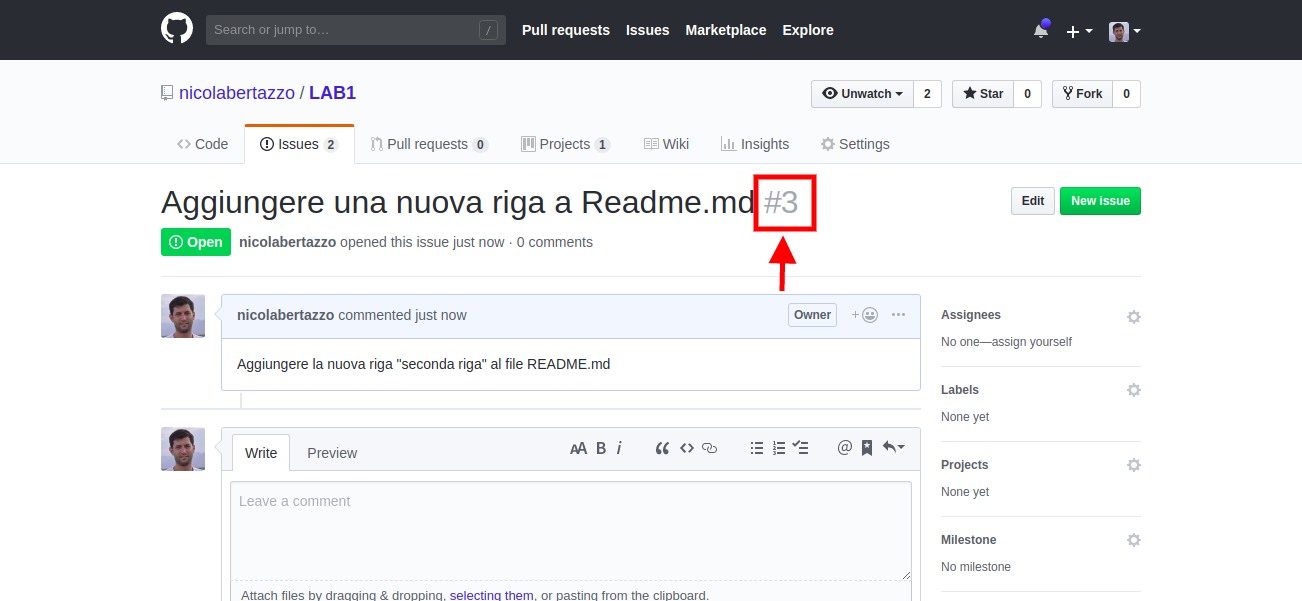 Search or jump to… /
Pull requests Issues Marketplace Explore
nicolabertazzo / LAB1
Unwatch 2 Star 0 Fork 0
Code Issues 2 Pull requests 0 Projects 1 Wiki Insights Settings
Aggiungere una nuova riga a Readme.md #3
Edit New issue
Open nicolabertazzo opened this issue just now · 0 comments
nicolabertazzo commented just now Owner
Aggiungere la nuova riga "seconda riga" al file README.md
Assignees
No one—assign yourself
Labels
None yet
Projects
None yet
Milestone
No milestone
Write Preview
Leave a comment
Attach files by dragging & dropping, selecting them, or pasting from the clipboard.